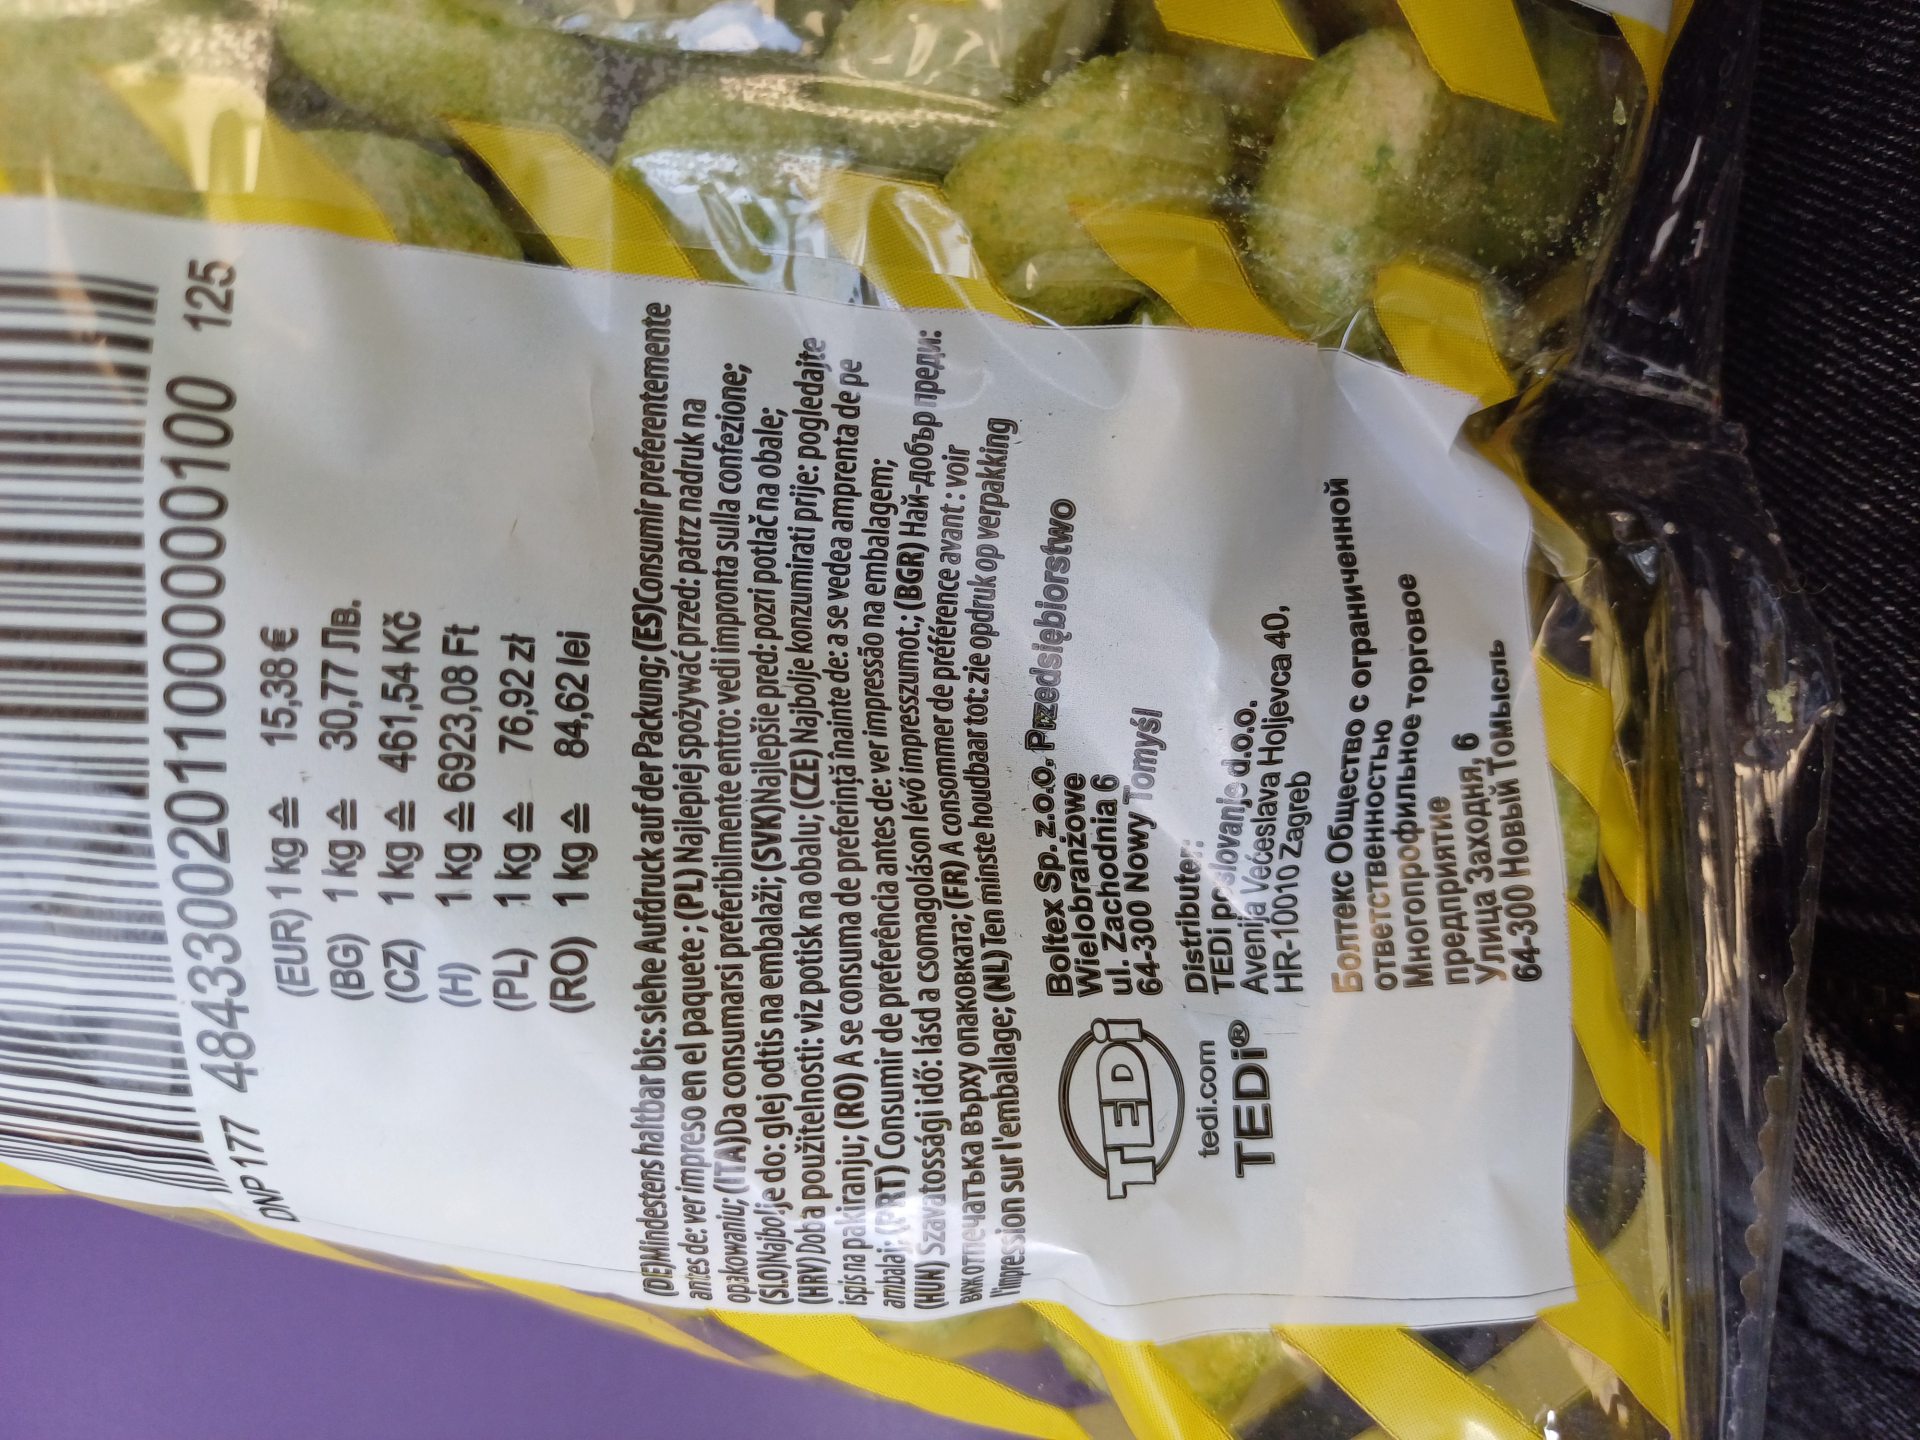 48433002011000000100 125
DNP 177
(EUR) 1 kg ≙ 15,38 €
(BG) 1 kg ≙ 30,77 Лв.
(CZ) 1 kg ≙ 461,54 Kč
(H) 1 kg ≙ 6923,08 Ft
(PL) 1 kg ≙ 76,92 zł
(RO) 1 kg ≙ 84,62 lei
(DE)Mindestens haltbar bis: siehe Aufdruck auf der Packung; (ES)Consumir preferentemente
antes de: ver impreso en el paquete ; (PL) Najlepiej spożywać przed: patrz nadruk na
opakowaniu; (ITA)Da consumarsi preferibilmente entro: vedi impronta sulla confezione;
(SLO)Najbolje do: glej odtis na embalaži; (SVK)Najlepšie pred: pozri potlač na obale;
(HRV) Doba použitelnosti: viz potisk na obalu; (CZE) Najbolje konzumirati prije: pogledajte
ispis na pakiranju; (RO) A se consuma de preferinţă înainte de: a se vedea amprenta de pe
ambalaj; (PRT) Consumir de preferência antes de: ver impressão na embalagem;
(HUN) Szavatossági idő: lásd a csomagoláson lévő impresszumot.; (BGR) Най-добър преди:
вижотпечатъка върху опаковката; (FR) A consommer de préférence avant : voir
l'impression sur l'emballage; (NL) Ten minste houdbaar tot: zie opdruk op verpakking
TEDi
tedi.com
TEDi®
Boltex Sp. z.o.o. Przedsiębiorstwo
Wielobranżowe
ul. Zachodnia 6
64-300 Nowy Tomyśl
Distributer:
TEDi poslovanje d.o.o.
Avenija Većeslava Holjevca 40,
HR-10010 Zagreb
Болтекс Общество с ограниченной
ответственностью
Многопрофильное торговое
предприятие
Улица Заходня, 6
64-300 Новый Томысль